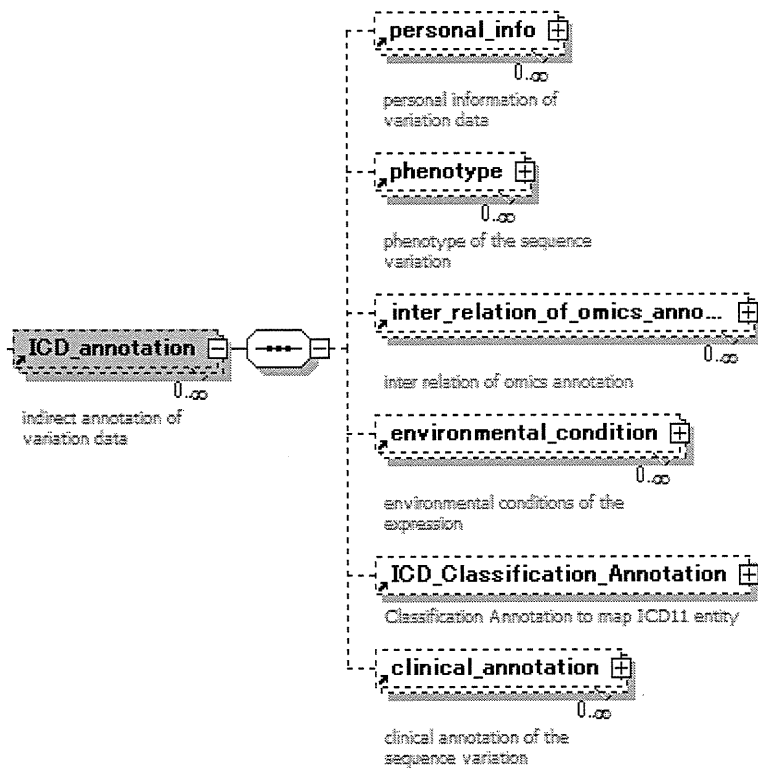 personal_info
0..∞
personal information of
variation data
phenotype
0..∞
phenotype of the sequence
variation
inter_relation_of_omics_anno...
0..∞
inter relation of omics annotation
ICD_annotation
0..∞
indirect annotation of
variation data
environmental_condition
0..∞
environmental conditions of the
expression
ICD_Classification_Annotation
Classification Annotation to map ICD11 entity
clinical_annotation
0..∞
clinical annotation of the
sequence variation